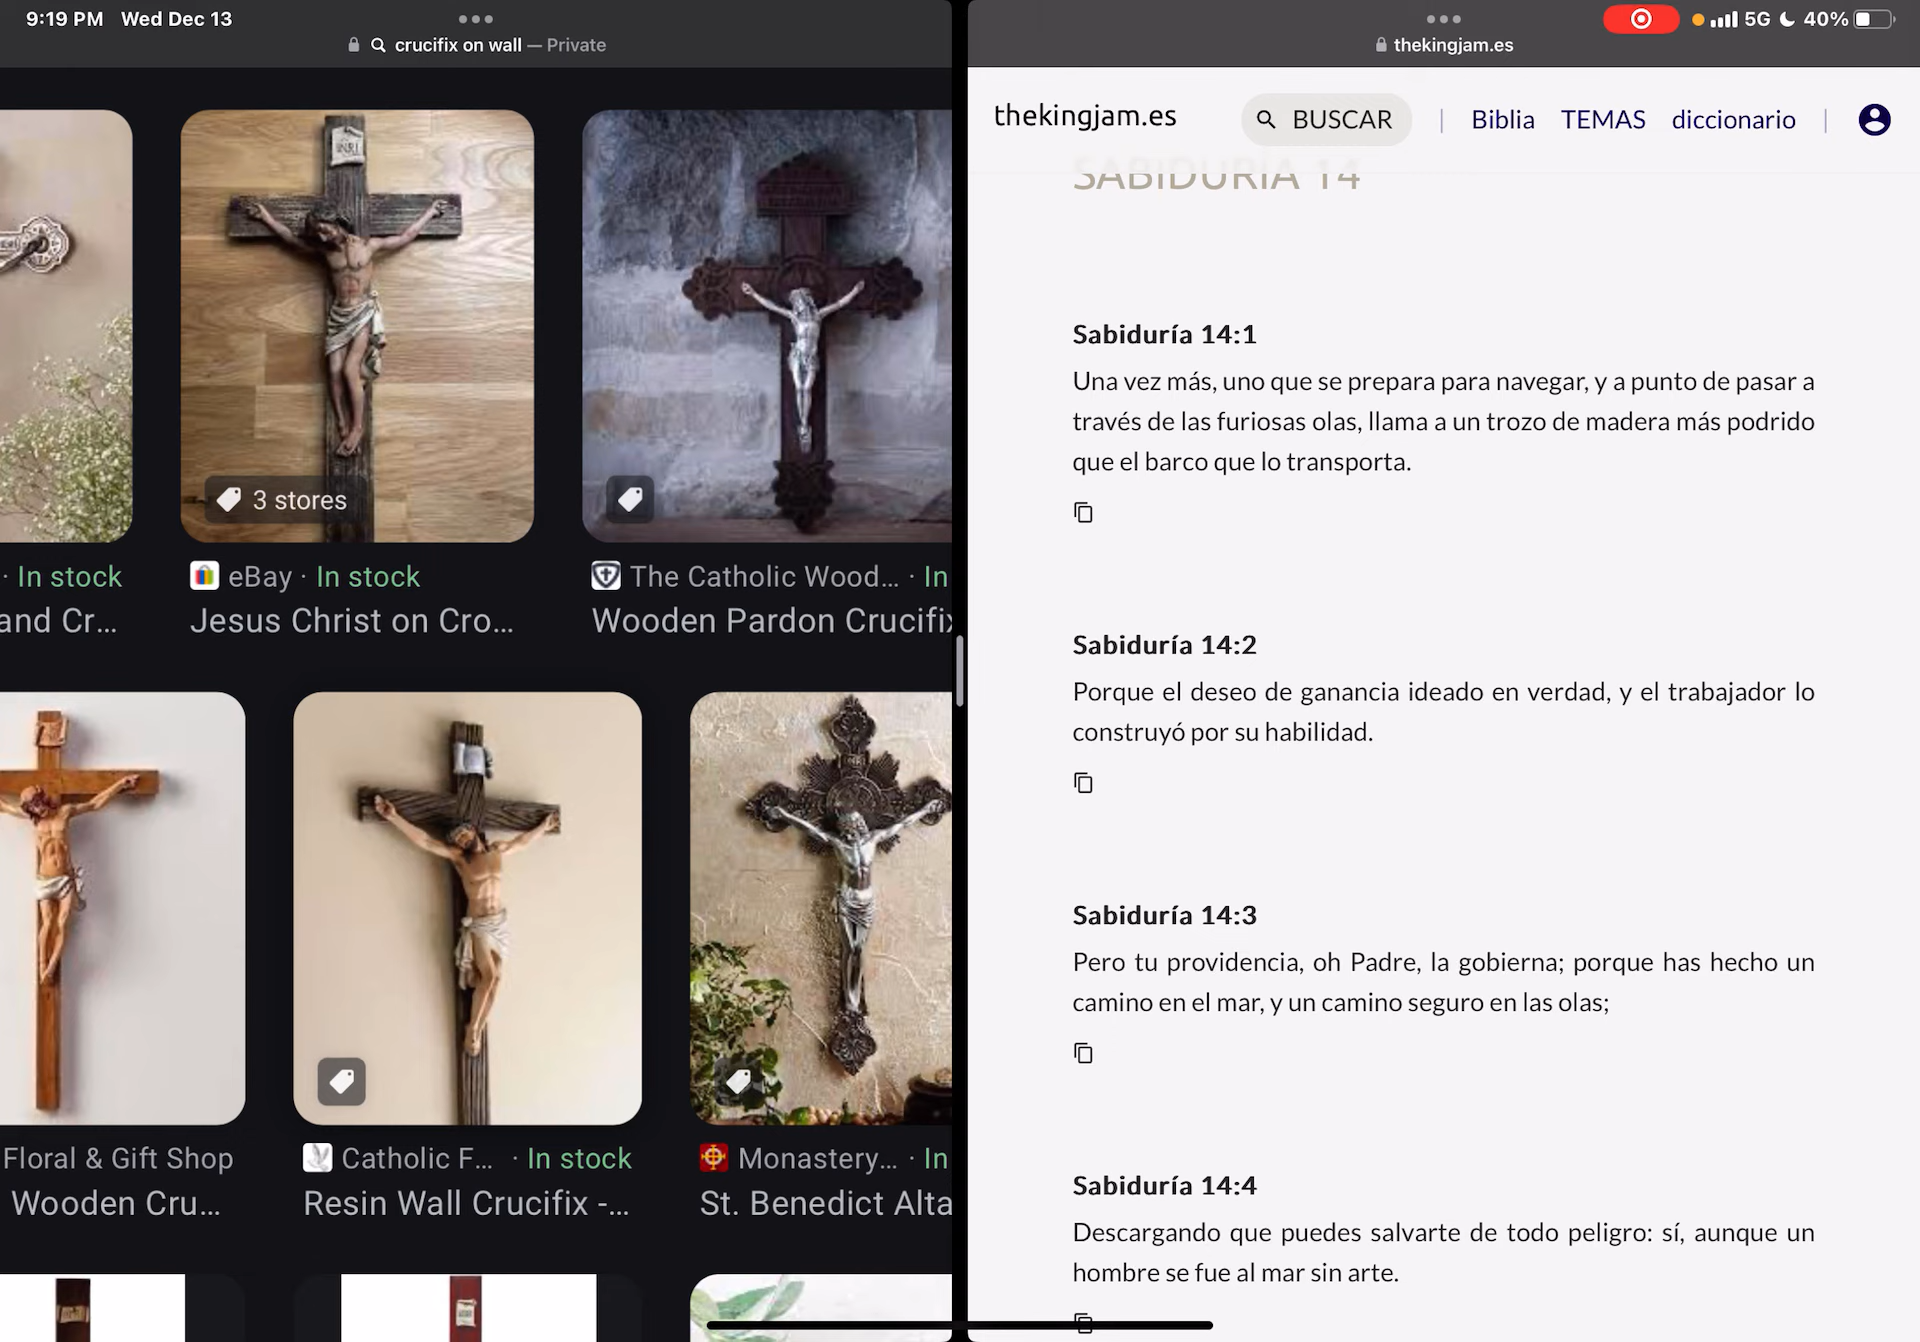 9:19 PM Wed Dec 13
crucifix on wall — Private
INRI
3 stores
· In stock
and Cr...
eBay · In stock
Jesus Christ on Cro...
The Catholic Wood... · In
Wooden Pardon Crucifix
Floral & Gift Shop
Wooden Cru...
Catholic F... · In stock
Resin Wall Crucifix -...
Monastery... · In
St. Benedict Alta
5G 40%
thekingjam.es
thekingjam.es
BUSCAR | Biblia TEMAS diccionario |
SABIDURÍA 14
Sabiduría 14:1
Una vez más, uno que se prepara para navegar, y a punto de pasar a
través de las furiosas olas, llama a un trozo de madera más podrido
que el barco que lo transporta.
Sabiduría 14:2
Porque el deseo de ganancia ideado en verdad, y el trabajador lo
construyó por su habilidad.
Sabiduría 14:3
Pero tu providencia, oh Padre, la gobierna; porque has hecho un
camino en el mar, y un camino seguro en las olas;
Sabiduría 14:4
Descargando que puedes salvarte de todo peligro: sí, aunque un
hombre se fue al mar sin arte.